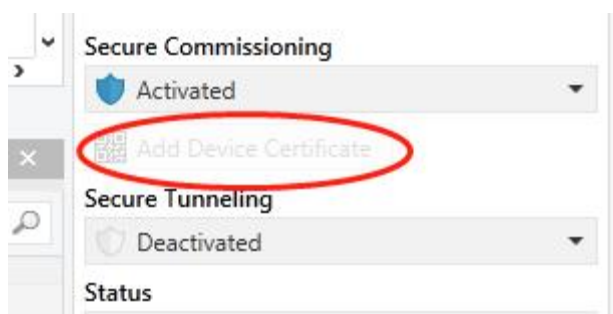 Secure Commissioning
Activated
Add Device Certificate
Secure Tunneling
Deactivated
Status